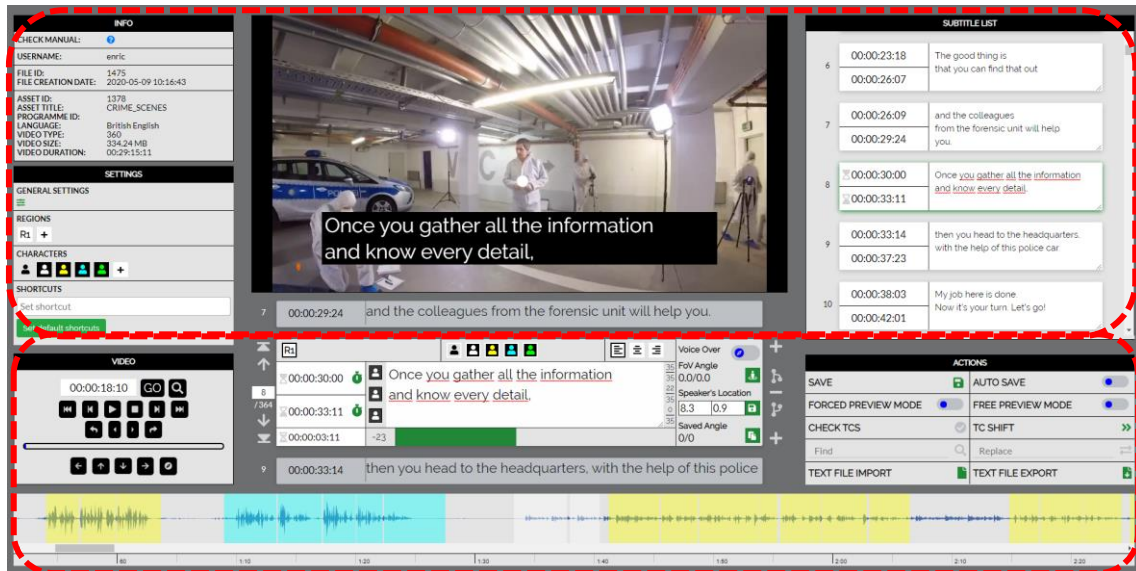 INFO
CHECK MANUAL:
USERNAME: enric
FILE ID: 1475
FILE CREATION DATE: 2020-05-09 10:16:43
ASSET ID: 1378
ASSET TITLE: CRIME_SCENES
PROGRAMME ID:
LANGUAGE: British English
VIDEO TYPE: 360
VIDEO SIZE: 334.24 MB
VIDEO DURATION: 00:29:15:11
SETTINGS
GENERAL SETTINGS
REGIONS
R1 +
CHARACTERS
+
SHORTCUTS
Set shortcut
Set default shortcuts
V C
Once you gather all the information
and know every detail,
7 00:00:29:24 and the colleagues from the forensic unit will help you.
SUBTITLE LIST
6 00:00:23:18 The good thing is
00:00:26:07 that you can find that out
7 00:00:26:09 and the colleagues
from the forensic unit will help
00:00:29:24 you.
8 00:00:30:00 Once you gather all the information
00:00:33:11 and know every detail,
9 00:00:33:14 then you head to the headquarters,
with the help of this police car
00:00:37:23
10 00:00:38:03 My job here is done.
Now it's your turn. Let's go!
00:00:42:01
VIDEO
00:00:18:10 GO
R1
8
/364
00:00:30:00 Once you gather all the information
and know every detail,
00:00:33:11
00:00:03:11 -23
35
35
22
35
0
35
Voice Over
FoV Angle
0.0/0.0
Speaker's Location
8.3 0.9
Saved Angle
0/0
9 00:00:33:14 then you head to the headquarters, with the help of this police
ACTIONS
SAVE AUTO SAVE
FORCED PREVIEW MODE FREE PREVIEW MODE
CHECK TCS TC SHIFT
Find Replace
TEXT FILE IMPORT TEXT FILE EXPORT
60 1:10 1:20 1:30 1:40 1:50 2:00 2:10 2:20